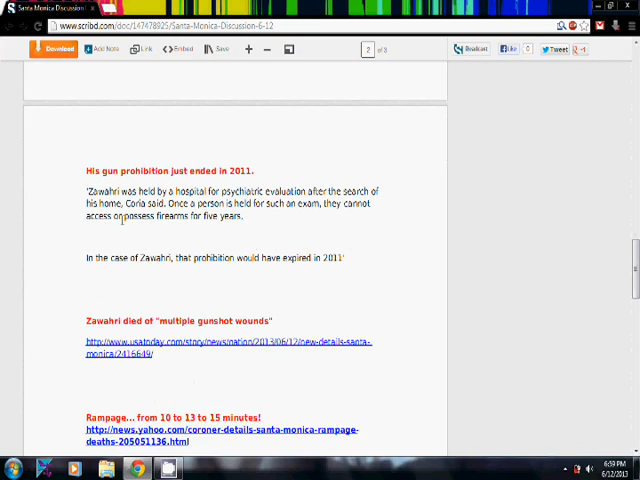 Santa Monica Discussion
www.scribd.com/doc/147478925/Santa-Monica-Discussion-6-12
Download Add Note Link Embed Save + − 2 of 3 Readcast Like 0 Tweet +1
His gun prohibition just ended in 2011.
'Zawahri was held by a hospital for psychiatric evaluation after the search of
his home, Coria said. Once a person is held for such an exam, they cannot
access or possess firearms for five years.
In the case of Zawahri, that prohibition would have expired in 2011'
Zawahri died of "multiple gunshot wounds"
http://www.usatoday.com/story/news/nation/2013/06/12/new-details-santa-
monica/2416649/
Rampage... from 10 to 13 to 15 minutes!
http://news.yahoo.com/coroner-details-santa-monica-rampage-
deaths-205051136.html
6:59 PM
6/12/2013